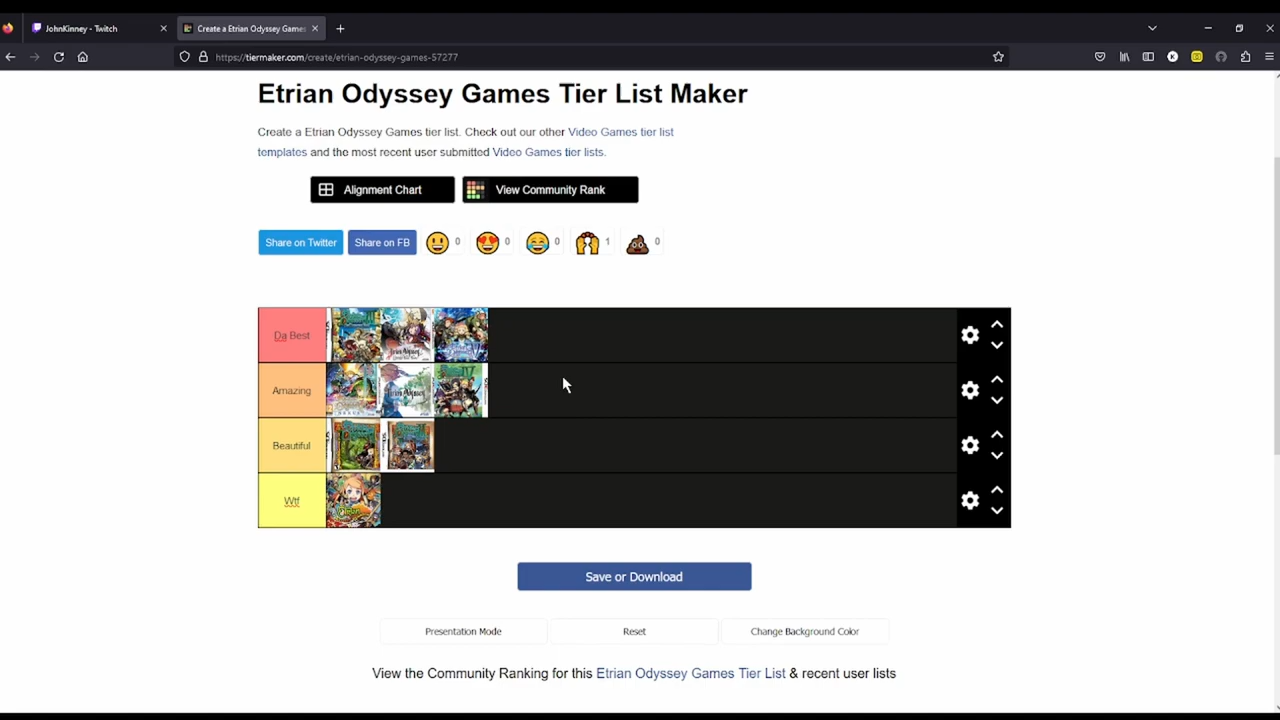 JohnKinney - Twitch
Create a Etrian Odyssey Games
https://tiermaker.com/create/etrian-odyssey-games-57277
Etrian Odyssey Games Tier List Maker
Create a Etrian Odyssey Games tier list. Check out our other Video Games tier list
templates and the most recent user submitted Video Games tier lists.
Alignment Chart
View Community Rank
Share on Twitter
Share on FB
0
0
0
1
0
Da Best
Amazing
Beautiful
Wtf
Save or Download
Presentation Mode
Reset
Change Background Color
View the Community Ranking for this Etrian Odyssey Games Tier List & recent user lists